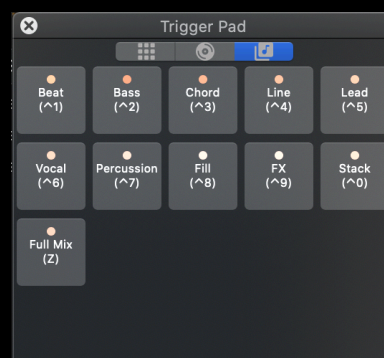 Trigger Pad
Beat
(^1)
Bass
(^2)
Chord
(^3)
Line
(^4)
Lead
(^5)
Vocal
(^6)
Percussion
(^7)
Fill
(^8)
FX
(^9)
Stack
(^0)
Full Mix
(Z)